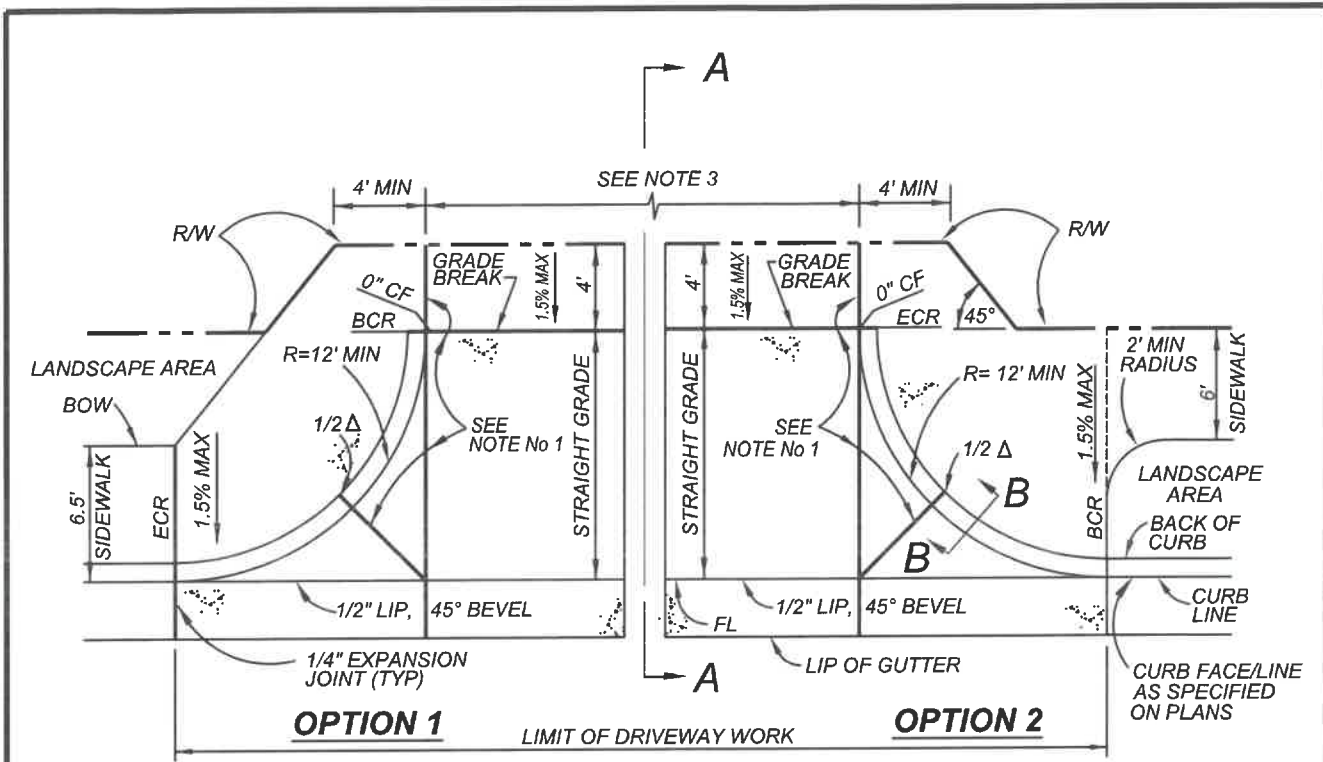 A
SEE NOTE 3
4' MIN
4' MIN
R/W
R/W
GRADE
BREAK
1.5% MAX
4'
0" CF
BCR
4'
1.5% MAX
GRADE
BREAK
0" CF
ECR
45°
LANDSCAPE AREA
R=12' MIN
BOW
1/2 Δ
SEE
NOTE No 1
STRAIGHT GRADE
STRAIGHT GRADE
SEE
NOTE No 1
R= 12' MIN
1/2 Δ
2' MIN
RADIUS
6'
SIDEWALK
1.5% MAX
6.5'
SIDEWALK
ECR
1.5% MAX
B
B
BCR
LANDSCAPE
AREA
BACK OF
CURB
CURB
LINE
1/2" LIP, 45° BEVEL
FL
1/2" LIP, 45° BEVEL
1/4" EXPANSION
JOINT (TYP)
LIP OF GUTTER
A
CURB FACE/LINE
AS SPECIFIED
ON PLANS
OPTION 1
OPTION 2
LIMIT OF DRIVEWAY WORK